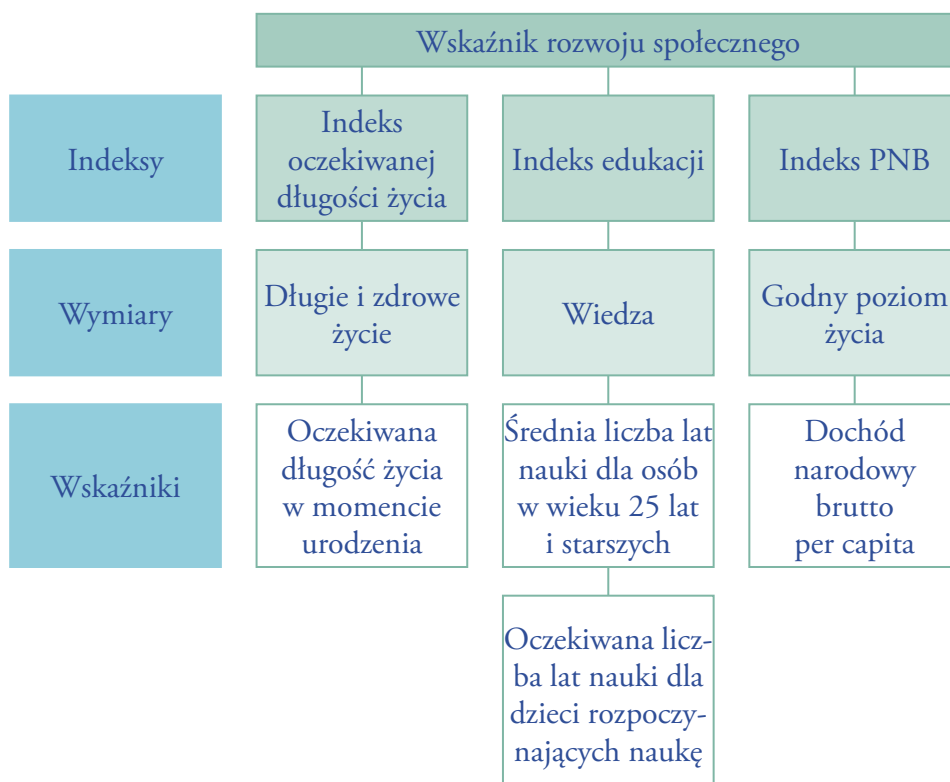 Wskaźnik rozwoju społecznego
Indeksy
Indeks
oczekiwanej
długości życia
Indeks edukacji
Indeks PNB
Wymiary
Długie i zdrowe
życie
Wiedza
Godny poziom
życia
Wskaźniki
Oczekiwana
długość życia
w momencie
urodzenia
Średnia liczba lat
nauki dla osób
w wieku 25 lat
i starszych
Dochód
narodowy
brutto
per capita
Oczekiwana licz-
ba lat nauki dla
dzieci rozpoczy-
nających naukę